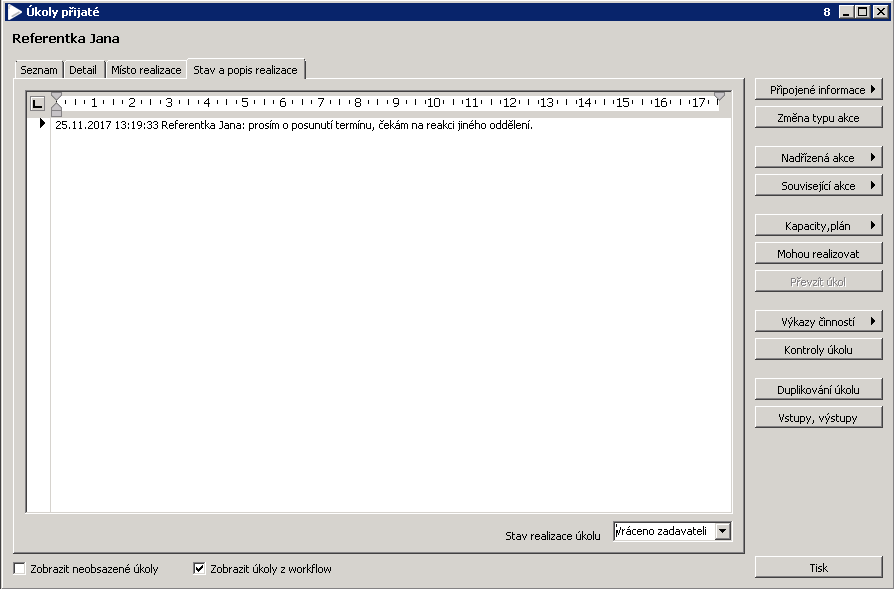 Úkoly přijaté 8
Referentka Jana
Seznam Detail Místo realizace Stav a popis realizace
L 1 2 3 4 5 6 7 8 9 10 11 12 13 14 15 16 17
25.11.2017 13:19:33 Referentka Jana: prosím o posunutí termínu, čekám na reakci jiného oddělení.
Stav realizace úkolu Vráceno zadavateli
Zobrazit neobsazené úkoly Zobrazit úkoly z workflow
Připojené informace
Změna typu akce
Nadřízená akce
Související akce
Kapacity,plán
Mohou realizovat
Převzít úkol
Výkazy činností
Kontroly úkolu
Duplikování úkolu
Vstupy, výstupy
Tisk